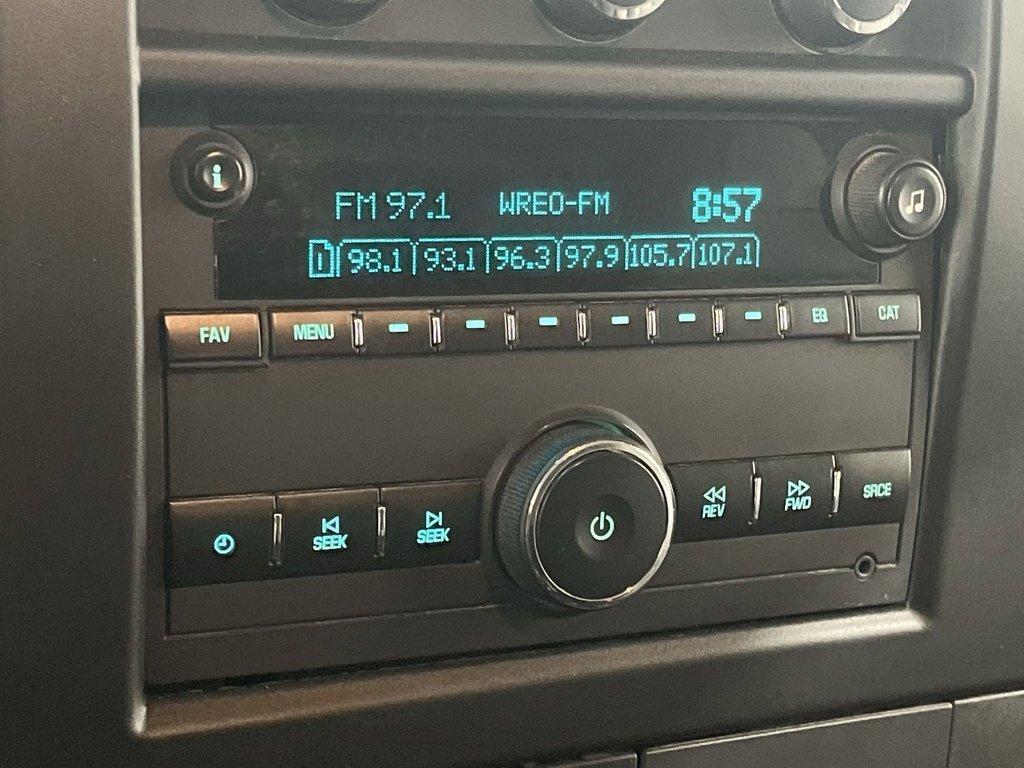 i
FM 97.1 WREO-FM 8:57
1 98.1 93.1 96.3 97.9 105.7 107.1
FAV MENU EQ CAT
SEEK SEEK REV FWD SRCE